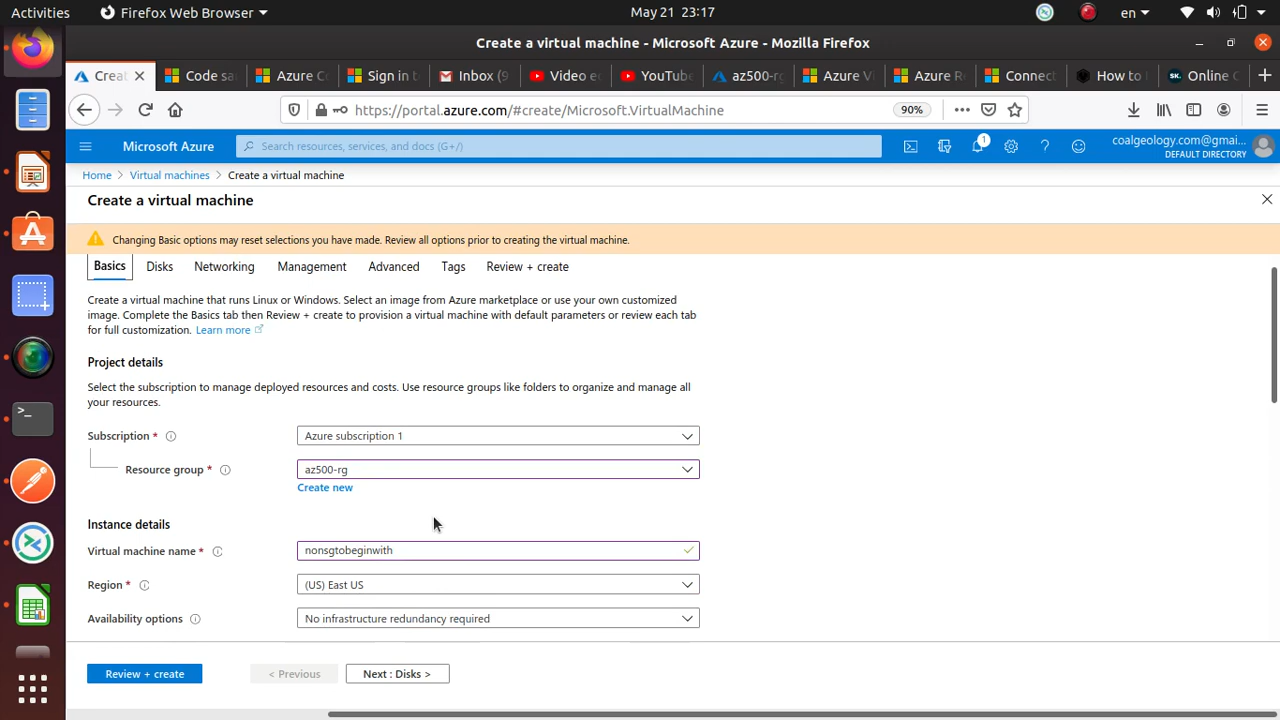 Activities
Firefox Web Browser
May 21 23:17
en
Create a virtual machine - Microsoft Azure - Mozilla Firefox
Creat
Code sa
Azure C
Sign in t
Inbox (9
Video e
YouTube
az500-r
Azure V
Azure R
Connect
How to
Online C
https://portal.azure.com/#create/Microsoft.VirtualMachine
90%
Microsoft Azure
Search resources, services, and docs (G+/)
1
coalgeology.com@gmai...
DEFAULT DIRECTORY
Home
Virtual machines
Create a virtual machine
Create a virtual machine
Changing Basic options may reset selections you have made. Review all options prior to creating the virtual machine.
Basics
Disks
Networking
Management
Advanced
Tags
Review + create
Create a virtual machine that runs Linux or Windows. Select an image from Azure marketplace or use your own customized
image. Complete the Basics tab then Review + create to provision a virtual machine with default parameters or review each tab
for full customization. Learn more
Project details
Select the subscription to manage deployed resources and costs. Use resource groups like folders to organize and manage all
your resources.
Subscription *
Azure subscription 1
Resource group *
az500-rg
Create new
Instance details
Virtual machine name *
nonsgtobeginwith
Region *
(US) East US
Availability options
No infrastructure redundancy required
Review + create
< Previous
Next : Disks >